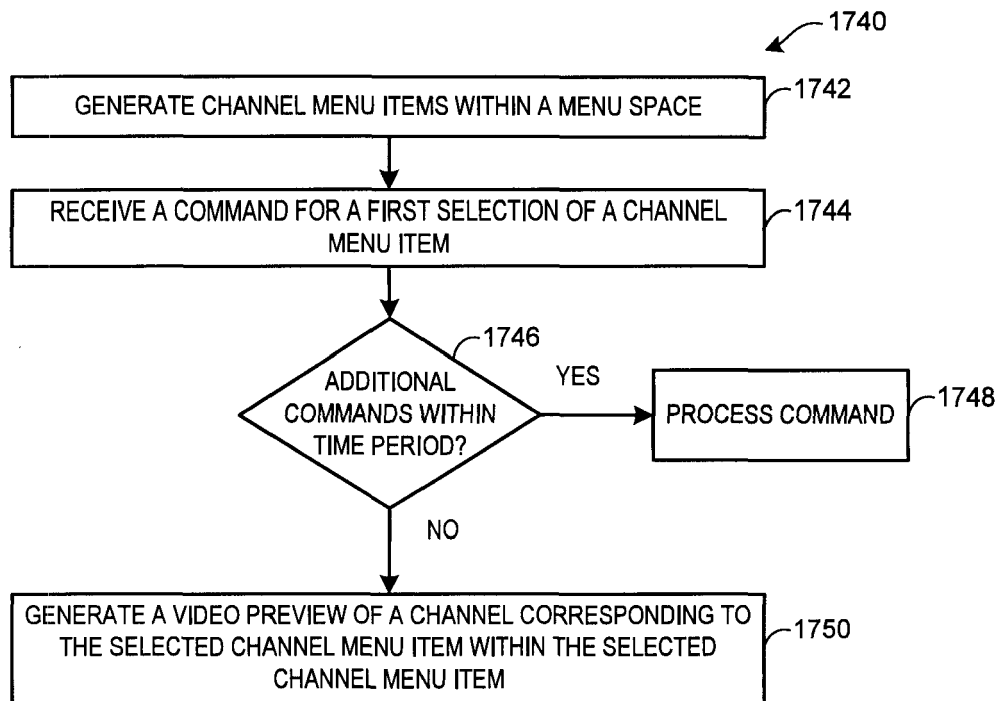 1740
GENERATE CHANNEL MENU ITEMS WITHIN A MENU SPACE
1742
RECEIVE A COMMAND FOR A FIRST SELECTION OF A CHANNEL
MENU ITEM
1744
1746
ADDITIONAL
COMMANDS WITHIN
TIME PERIOD?
YES
PROCESS COMMAND
1748
NO
GENERATE A VIDEO PREVIEW OF A CHANNEL CORRESPONDING TO
THE SELECTED CHANNEL MENU ITEM WITHIN THE SELECTED
CHANNEL MENU ITEM
1750